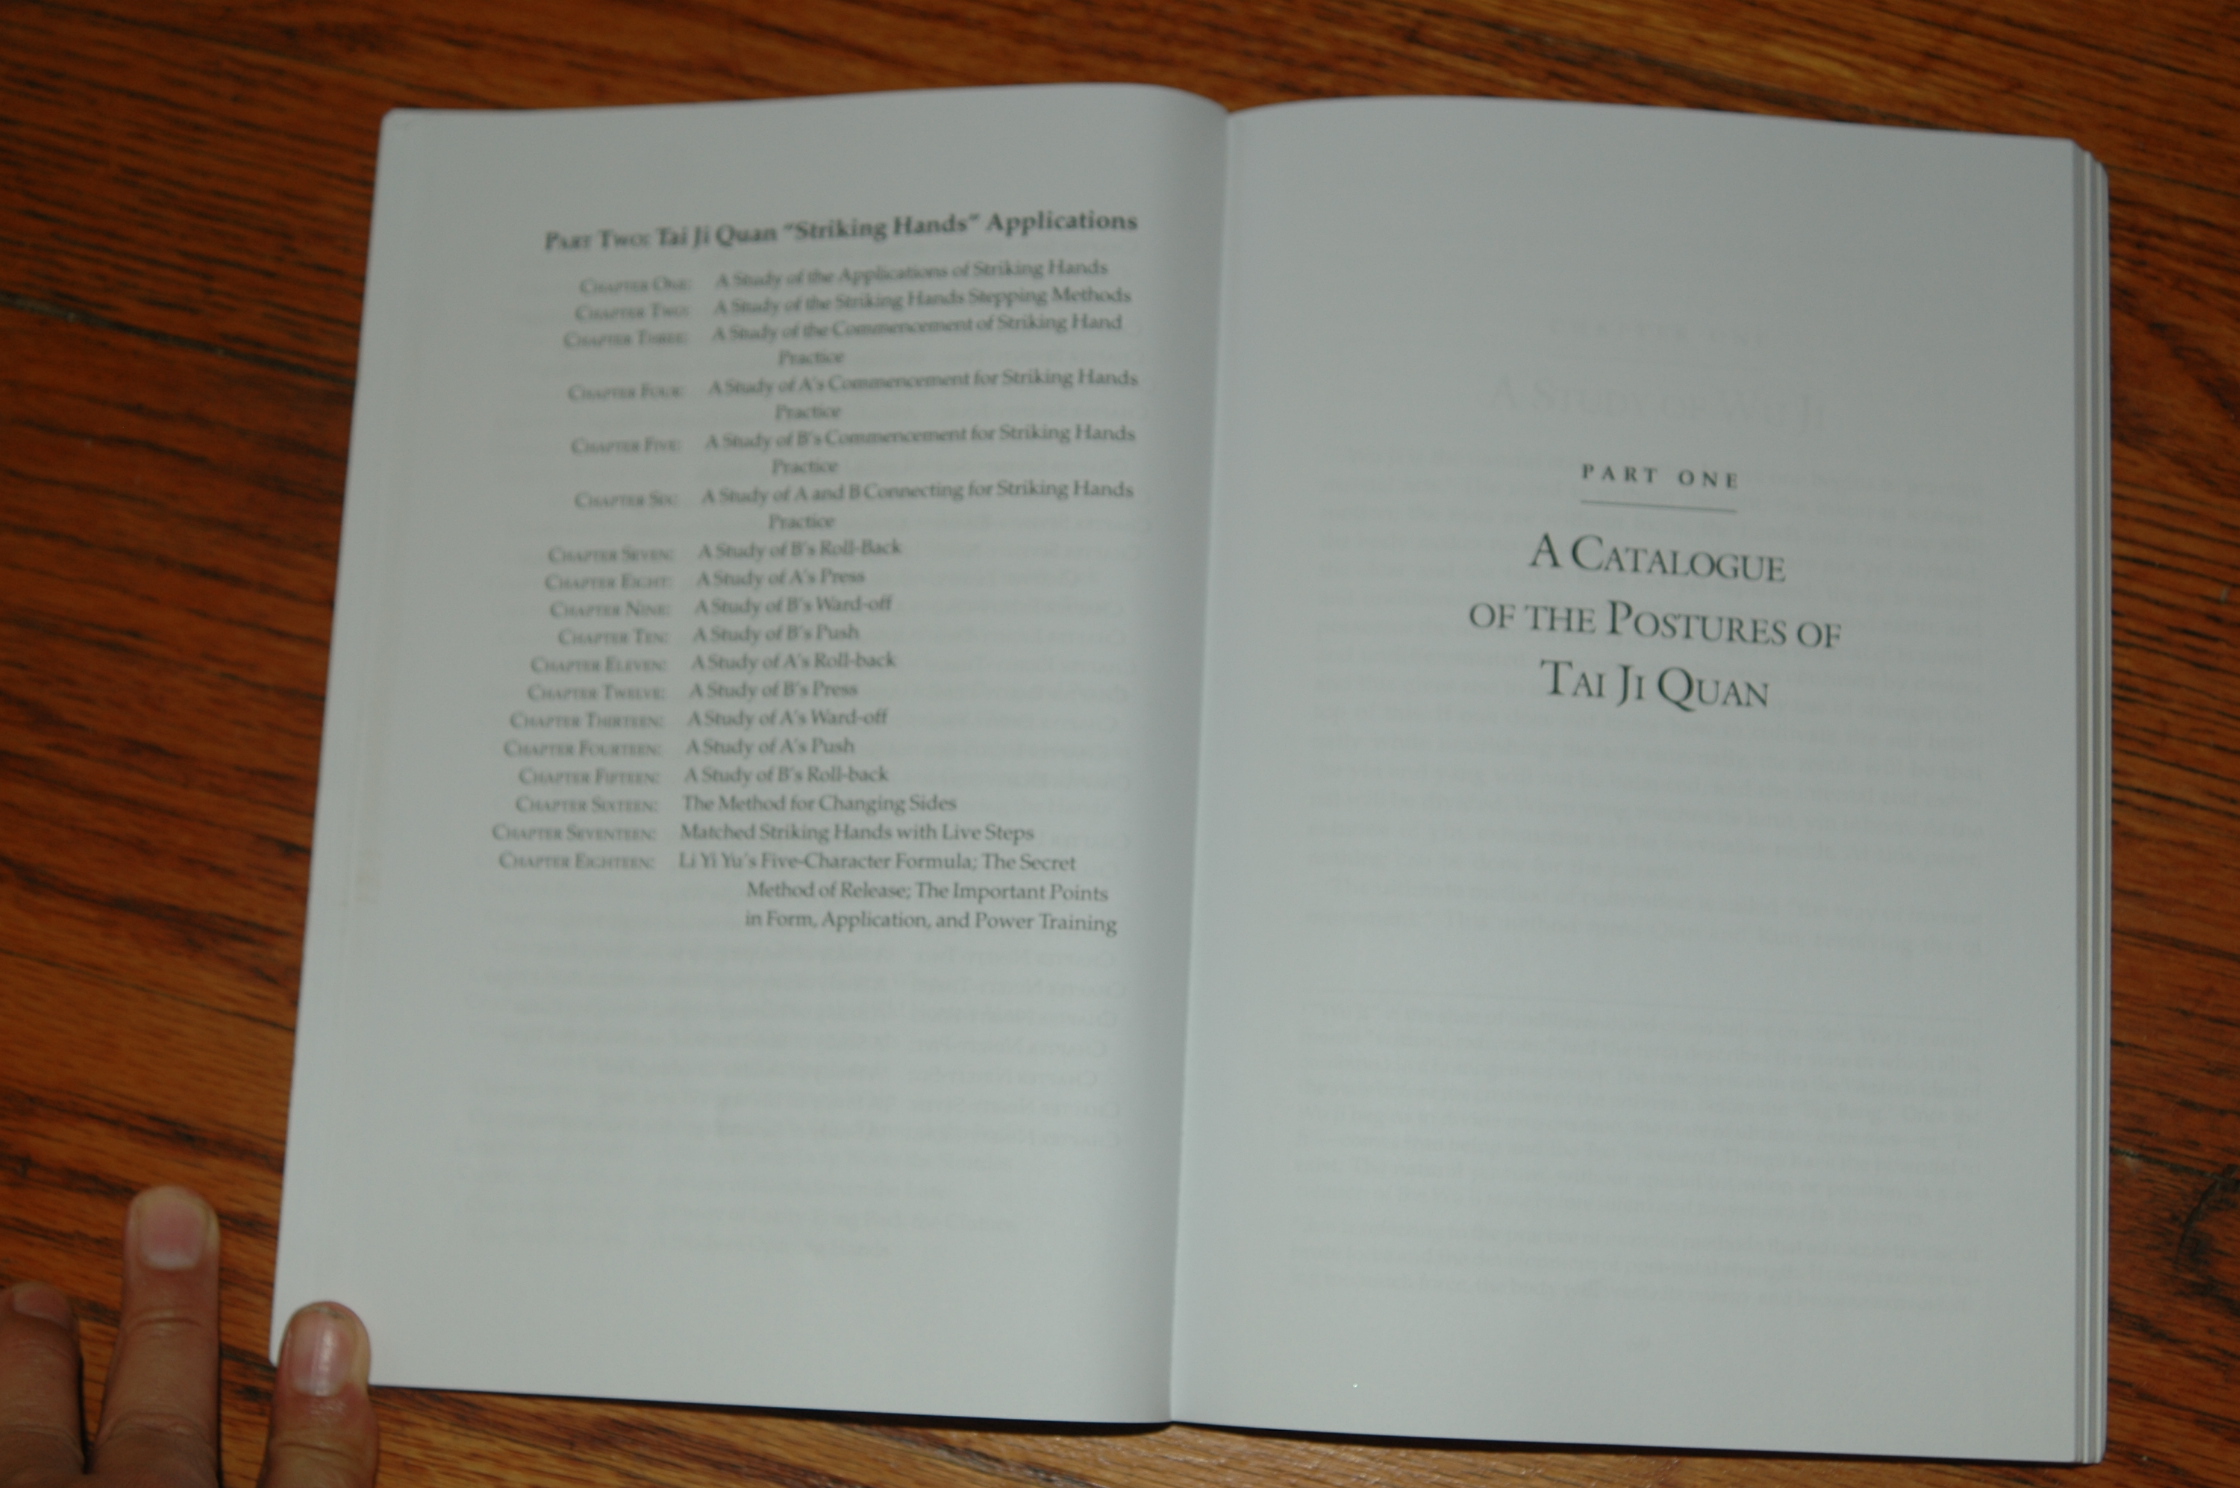 Part Two: Tai Ji Quan "Striking Hands" Applications
Chapter One: A Study of the Applications of Striking Hands
Chapter Two: A Study of the Striking Hands Stepping Methods
Chapter Three: A Study of the Commencement of Striking Hand
Practice
Chapter Four: A Study of A's Commencement for Striking Hands
Practice
Chapter Five: A Study of B's Commencement for Striking Hands
Practice
Chapter Six: A Study of A and B Connecting for Striking Hands
Practice
Chapter Seven: A Study of B's Roll-Back
Chapter Eight: A Study of A's Press
Chapter Nine: A Study of B's Ward-off
Chapter Ten: A Study of B's Push
Chapter Eleven: A Study of A's Roll-back
Chapter Twelve: A Study of B's Press
Chapter Thirteen: A Study of A's Ward-off
Chapter Fourteen: A Study of A's Push
Chapter Fifteen: A Study of B's Roll-back
Chapter Sixteen: The Method for Changing Sides
Chapter Seventeen: Matched Striking Hands with Live Steps
Chapter Eighteen: Li Yi Yu's Five-Character Formula; The Secret
Method of Release; The Important Points
in Form, Application, and Power Training
PART ONE
A CATALOGUE
OF THE POSTURES OF
TAI JI QUAN